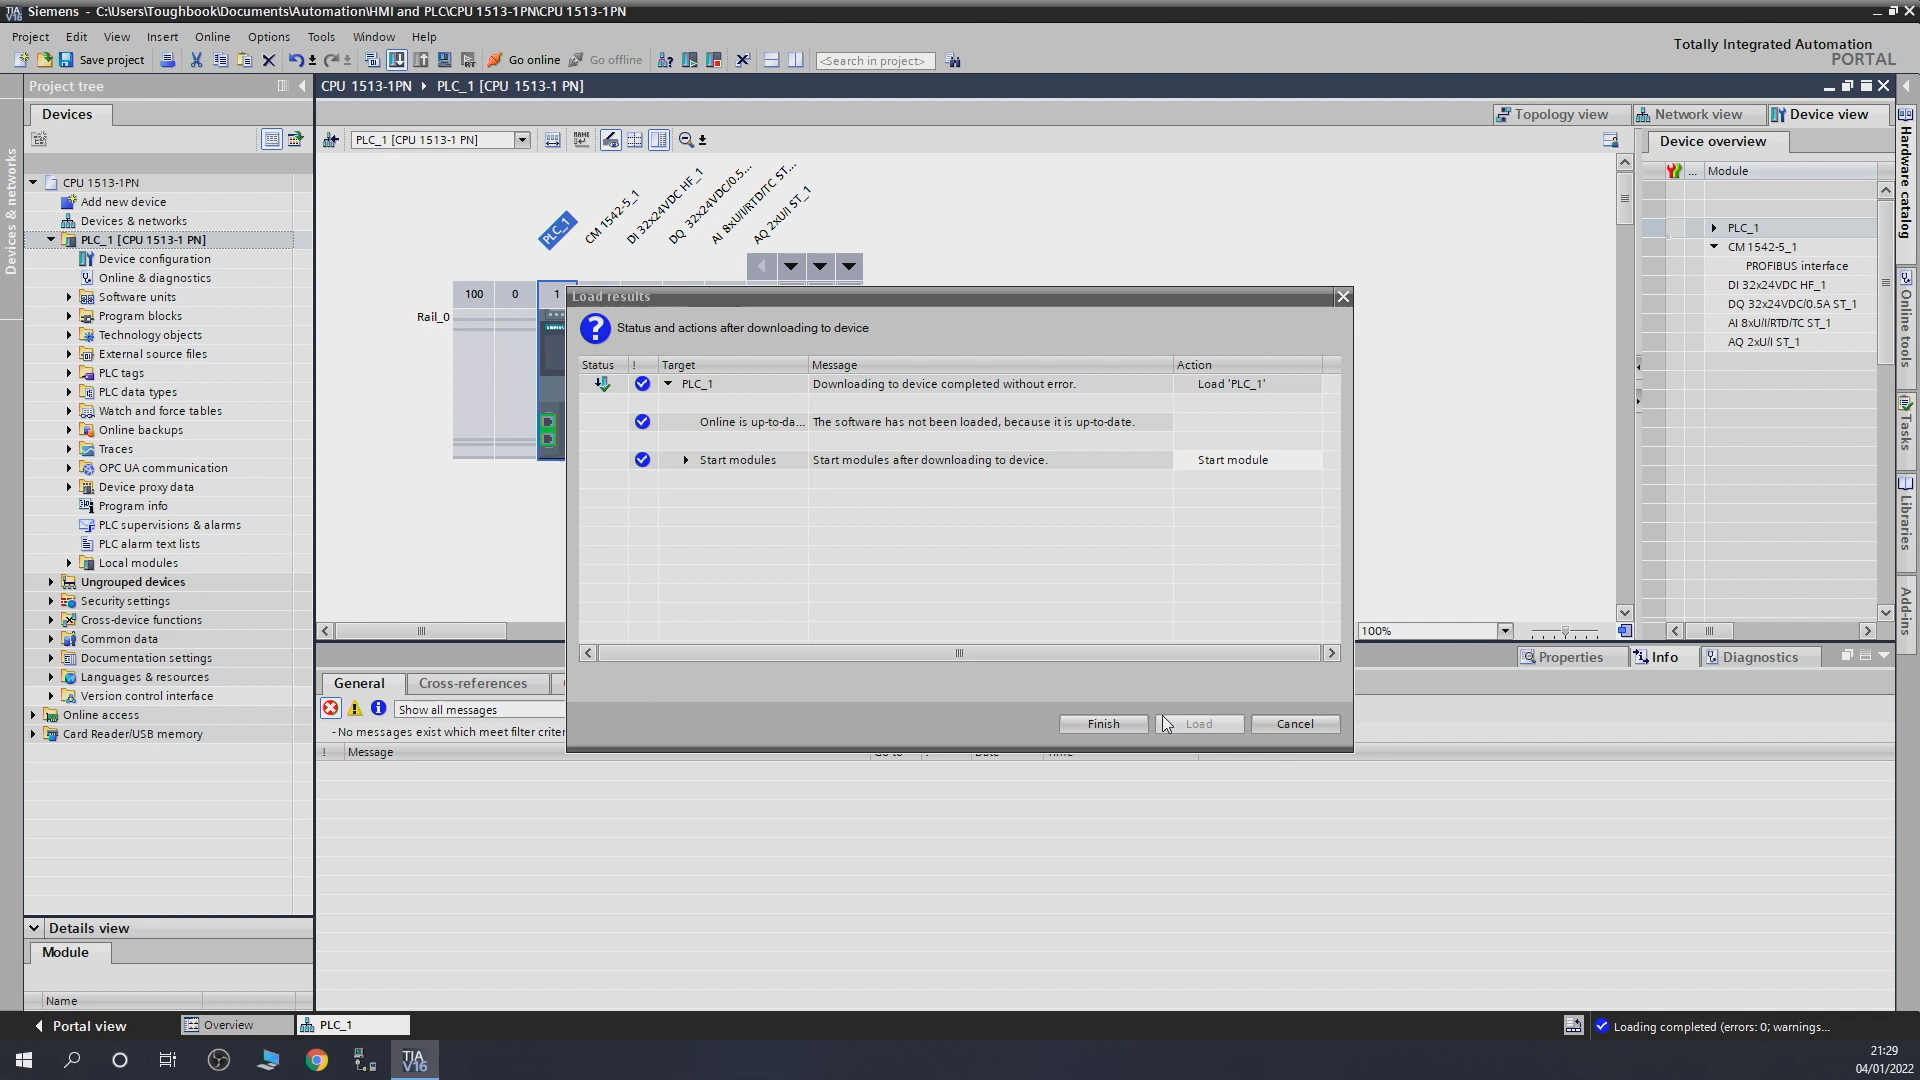 Siemens - C:\Users\Toughbook\Documents\Automation\HMI and PLC\CPU 1513-1PN\CPU 1513-1PN
Project Edit View Insert Online Options Tools Window Help
Totally Integrated Automation
PORTAL
Save project
Go online
Go offline
<Search in project>
Project tree
CPU 1513-1PN
PLC_1 [CPU 1513-1 PN]
Devices
Topology view
Network view
Device view
PLC_1 [CPU 1513-1 PN]
Device overview
... Module
Devices & networks
CPU 1513-1PN
Add new device
Devices & networks
PLC_1 [CPU 1513-1 PN]
Device configuration
Online & diagnostics
Software units
Program blocks
Technology objects
External source files
PLC tags
PLC data types
Watch and force tables
Online backups
Traces
OPC UA communication
Device proxy data
Program info
PLC supervisions & alarms
PLC alarm text lists
Local modules
Ungrouped devices
Security settings
Cross-device functions
Common data
Documentation settings
Languages & resources
Version control interface
Online access
Card Reader/USB memory
PLC_1
CM 1542-5_1
DI 32x24VDC HF_1
DQ 32x24VDC/0.5...
AI 8xU/I/RTD/TC ST...
AQ 2xU/I ST_1
100 0 1
Rail_0
Load results
Status and actions after downloading to device
Status ! Target Message Action
PLC_1 Downloading to device completed without error. Load 'PLC_1'
Online is up-to-da... The software has not been loaded, because it is up-to-date.
Start modules Start modules after downloading to device. Start module
Finish Load Cancel
PLC_1
CM 1542-5_1
PROFIBUS interface
DI 32x24VDC HF_1
DQ 32x24VDC/0.5A ST_1
AI 8xU/I/RTD/TC ST_1
AQ 2xU/I ST_1
Hardware catalog
Online tools
Tasks
Libraries
Add-ins
100%
Properties
Info
Diagnostics
General
Cross-references
Show all messages
- No messages exist which meet filter criter
! Message
Details view
Module
Name
Portal view
Overview
PLC_1
Loading completed (errors: 0; warnings...
TIA
V16
21:29
04/01/2022